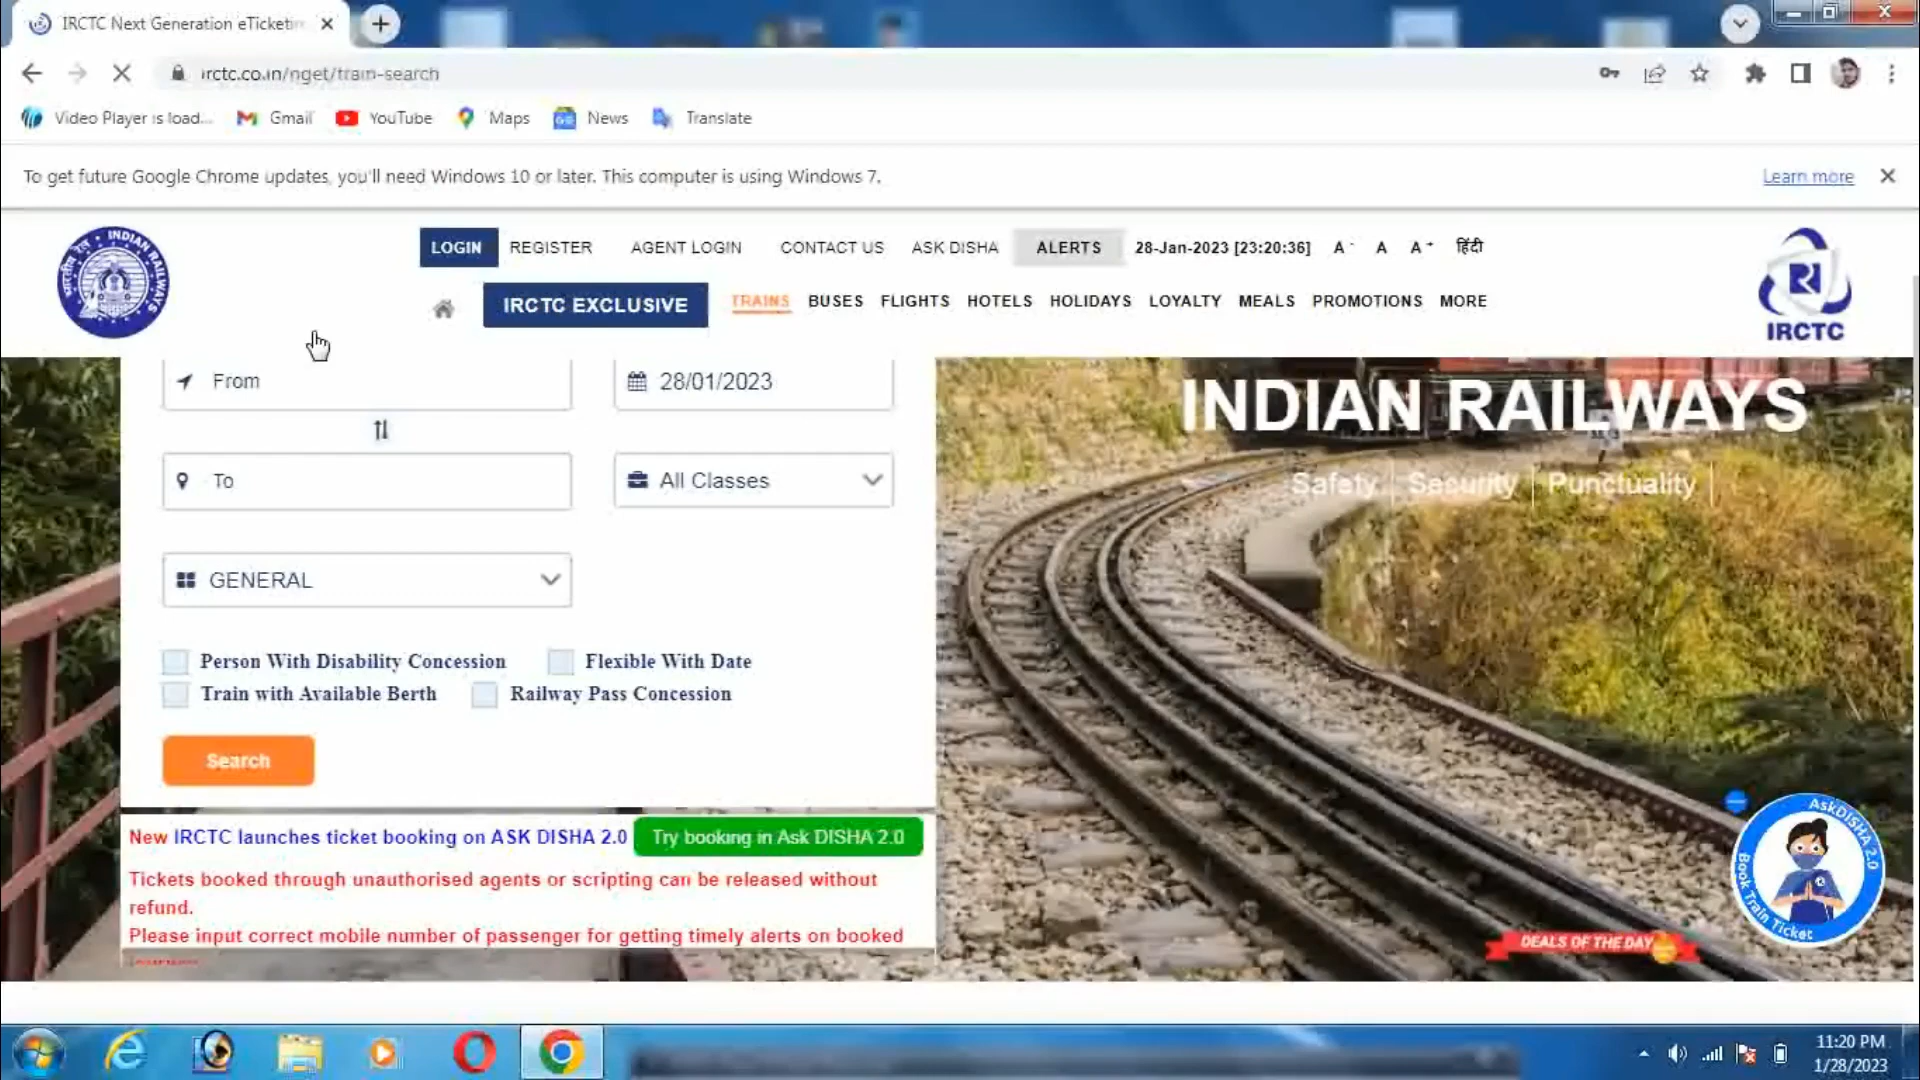 IRCTC Next Generation eTicketin
irctc.co.in/nget/train-search
Video Player is load... Gmail YouTube Maps News Translate
To get future Google Chrome updates, you'll need Windows 10 or later. This computer is using Windows 7. Learn more
LOGIN REGISTER AGENT LOGIN CONTACT US ASK DISHA ALERTS 28-Jan-2023 [23:20:36] A- A A+ हिंदी
IRCTC EXCLUSIVE TRAINS BUSES FLIGHTS HOTELS HOLIDAYS LOYALTY MEALS PROMOTIONS MORE
भारतीय रेल INDIAN RAILWAYS
IRCTC
From 28/01/2023
To All Classes
GENERAL
Person With Disability Concession Flexible With Date
Train with Available Berth Railway Pass Concession
Search
INDIAN RAILWAYS
Safety | Security | Punctuality |
New IRCTC launches ticket booking on ASK DISHA 2.0 Try booking in Ask DISHA 2.0
Tickets booked through unauthorised agents or scripting can be released without
refund.
Please input correct mobile number of passenger for getting timely alerts on booked
AskDISHA 2.0
Book Train Ticket
DEALS OF THE DAY
11:20 PM
1/28/2023